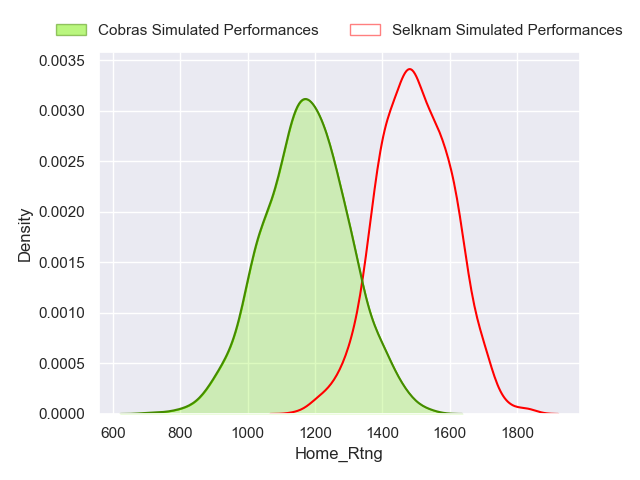 Cobras Simulated Performances Selknam Simulated Performances
0.0035
0.0030
0.0025
0.0020
0.0015
0.0010
0.0005
0.0000
Density
600 800 1000 1200 1400 1600 1800
Home_Rtng